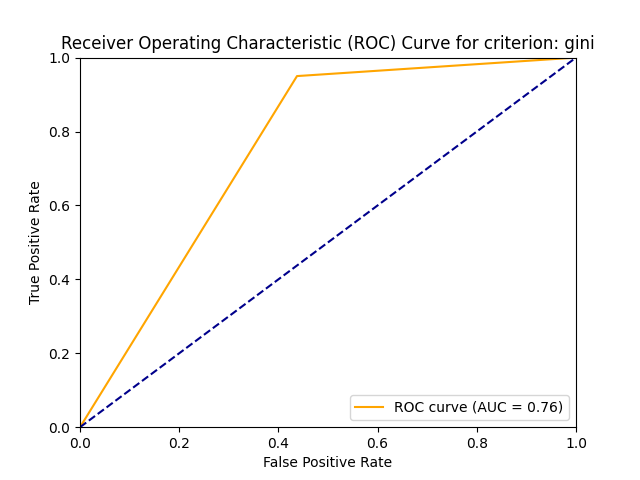 Receiver Operating Characteristic (ROC) Curve for criterion: gini
1.0
0.8
0.6
0.4
0.2
0.0
True Positive Rate
ROC curve (AUC = 0.76)
0.0 0.2 0.4 0.6 0.8 1.0
False Positive Rate